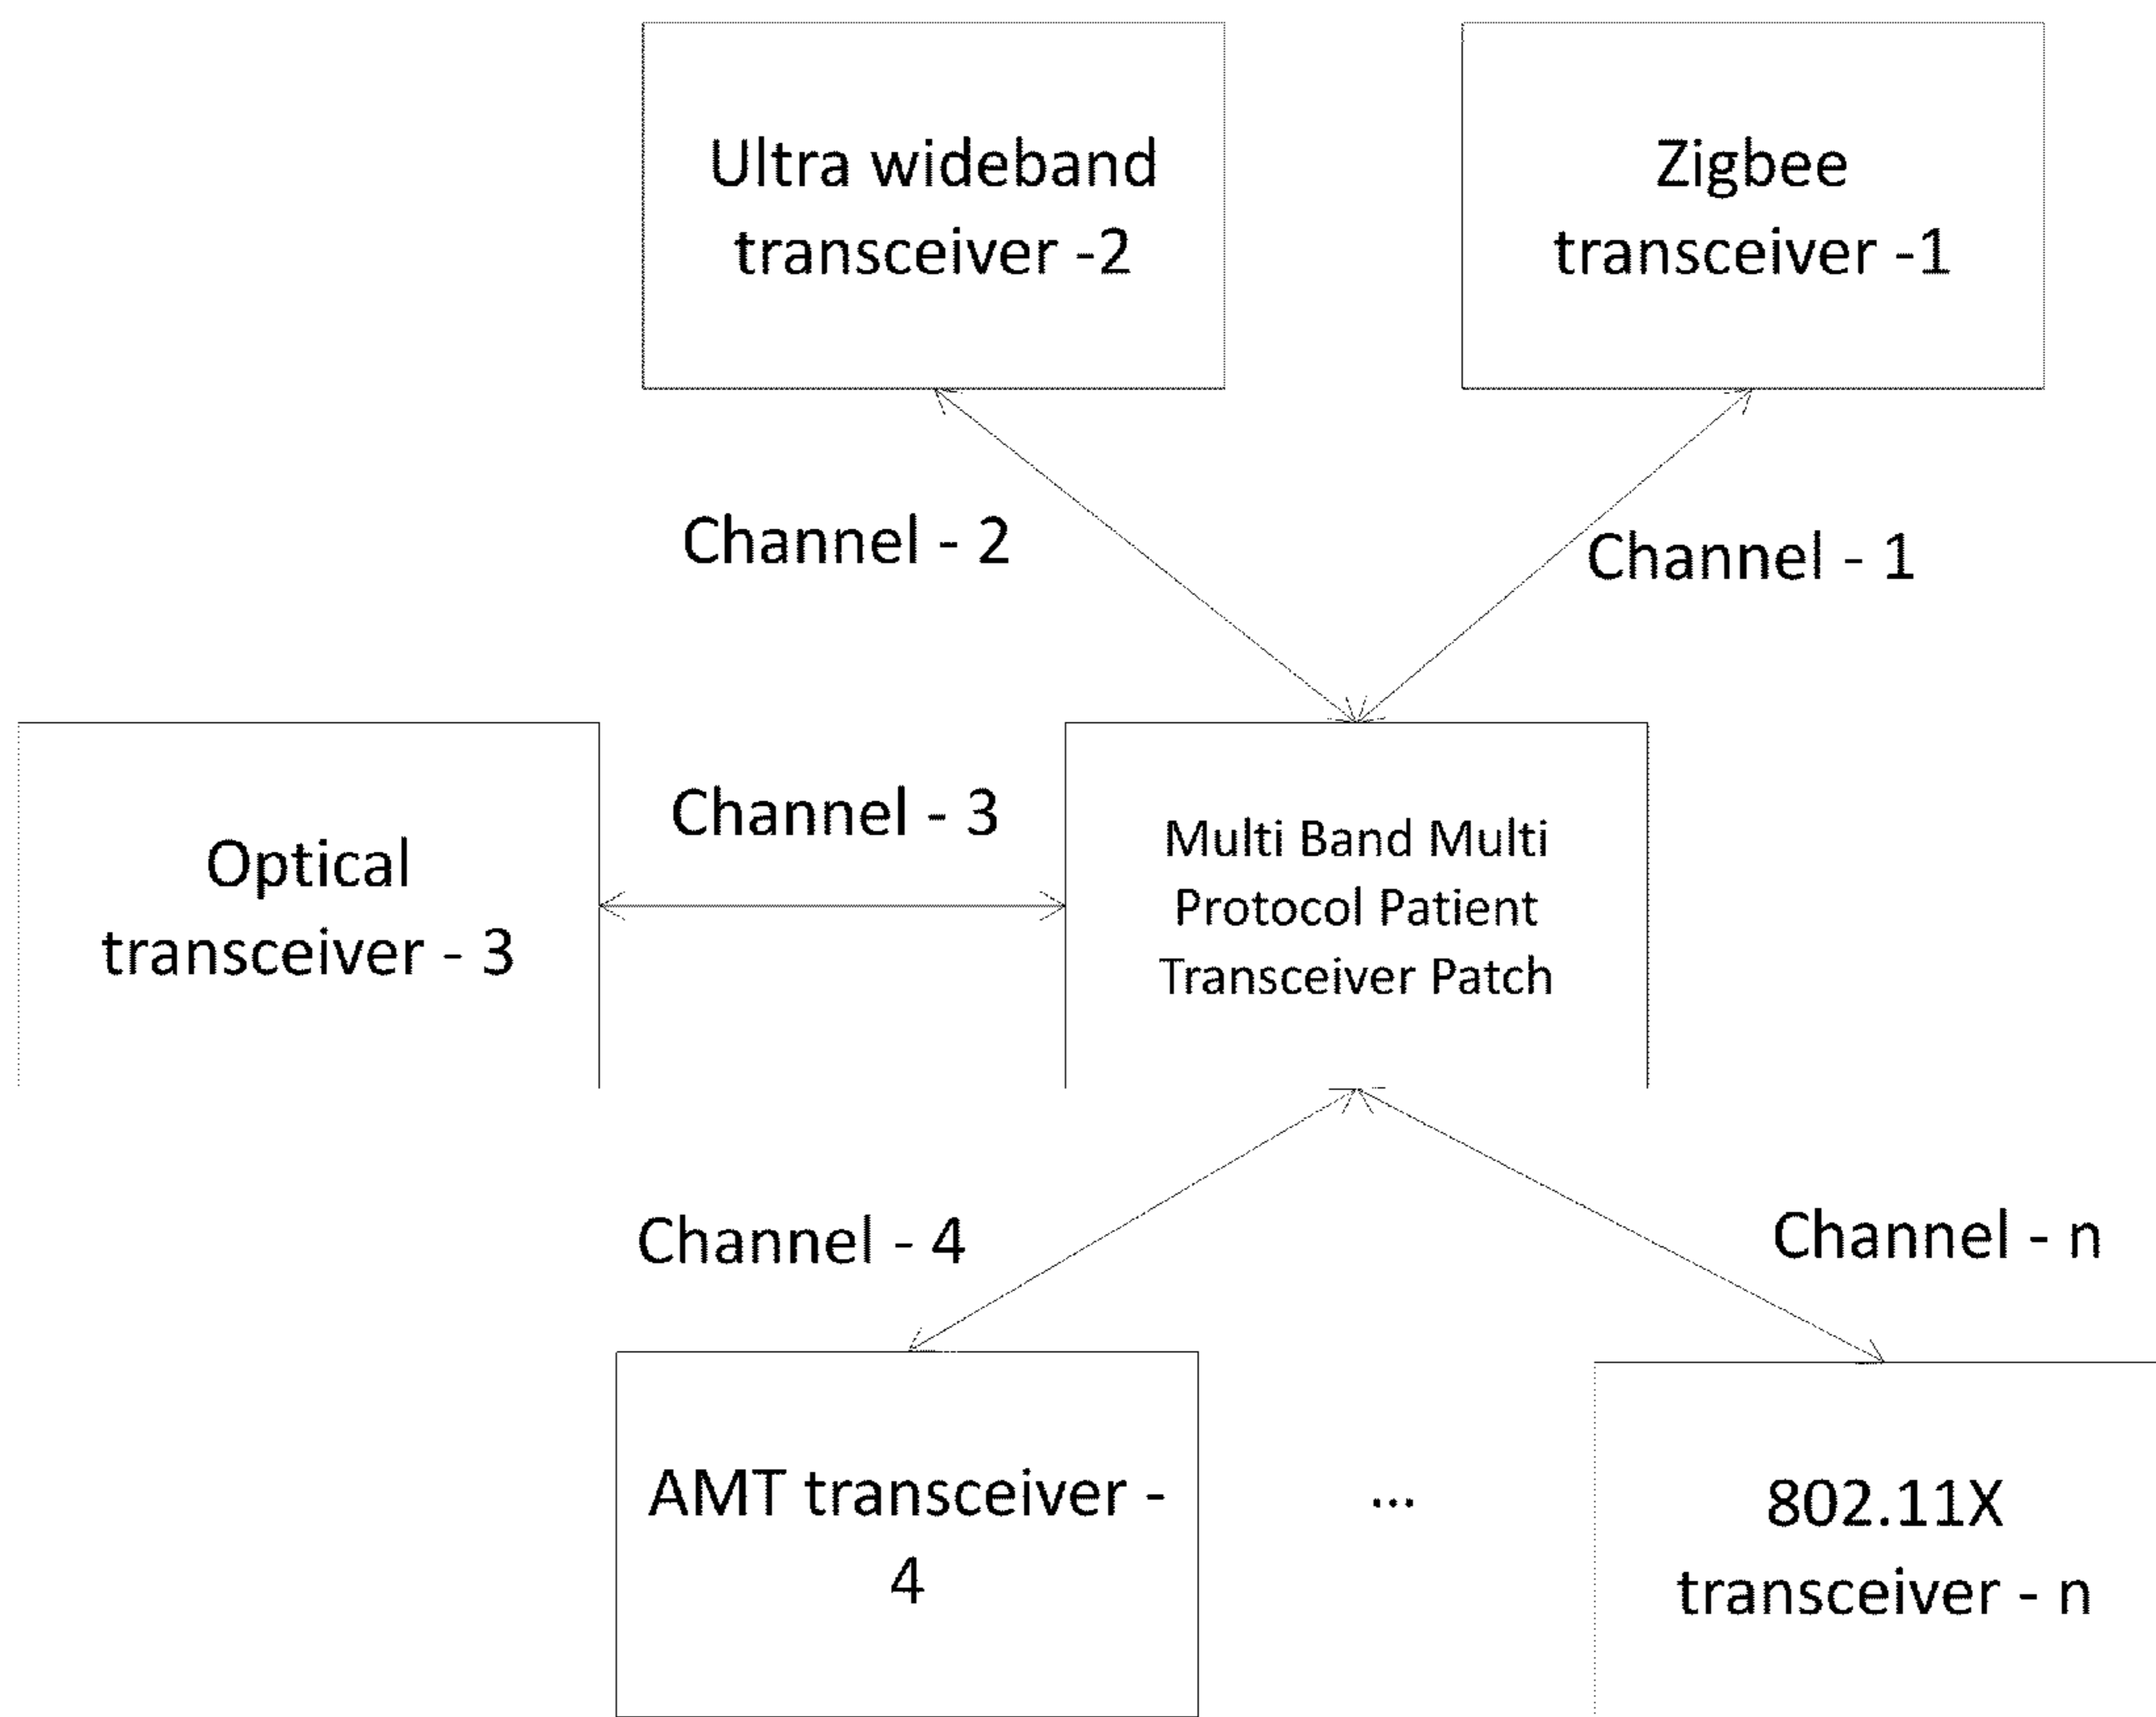 Ultra wideband
transceiver -2
Zigbee
transceiver -1
Channel - 2
Channel - 1
Optical
transceiver - 3
Channel - 3
Multi Band Multi
Protocol Patient
Transceiver Patch
Channel - 4
Channel - n
AMT transceiver -
4
...
802.11X
transceiver - n